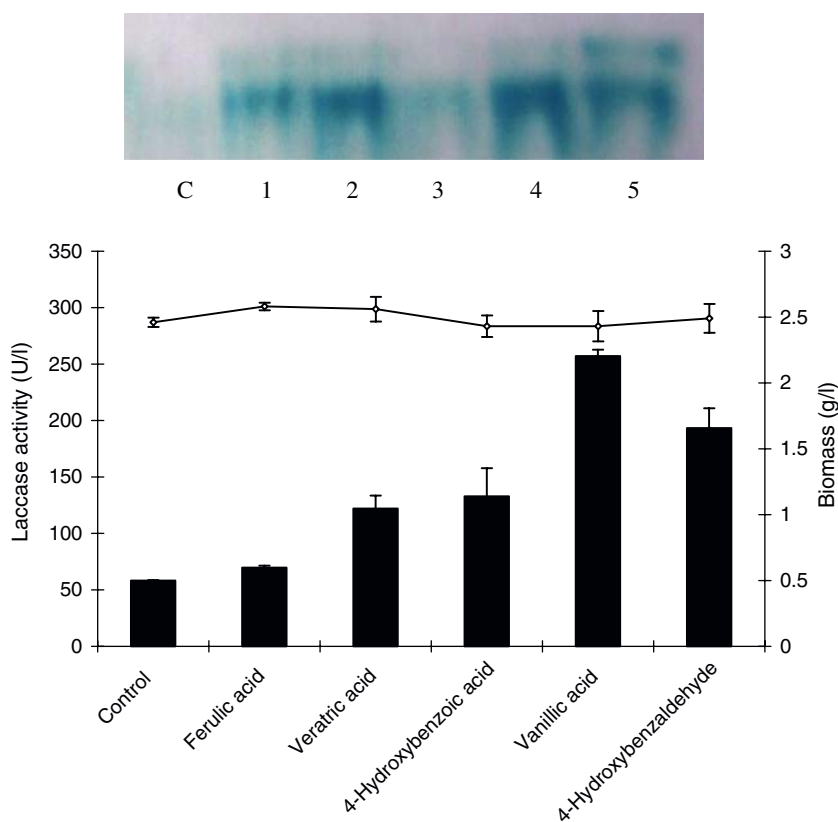 C 1 2 3 4 5
350
300
250
200
150
100
50
0
Laccase activity (U/l)
3
2.5
2
1.5
1
0.5
0
Biomass (g/l)
Control
Ferulic acid
Veratric acid
4-Hydroxybenzoic acid
Vanillic acid
4-Hydroxybenzaldehyde